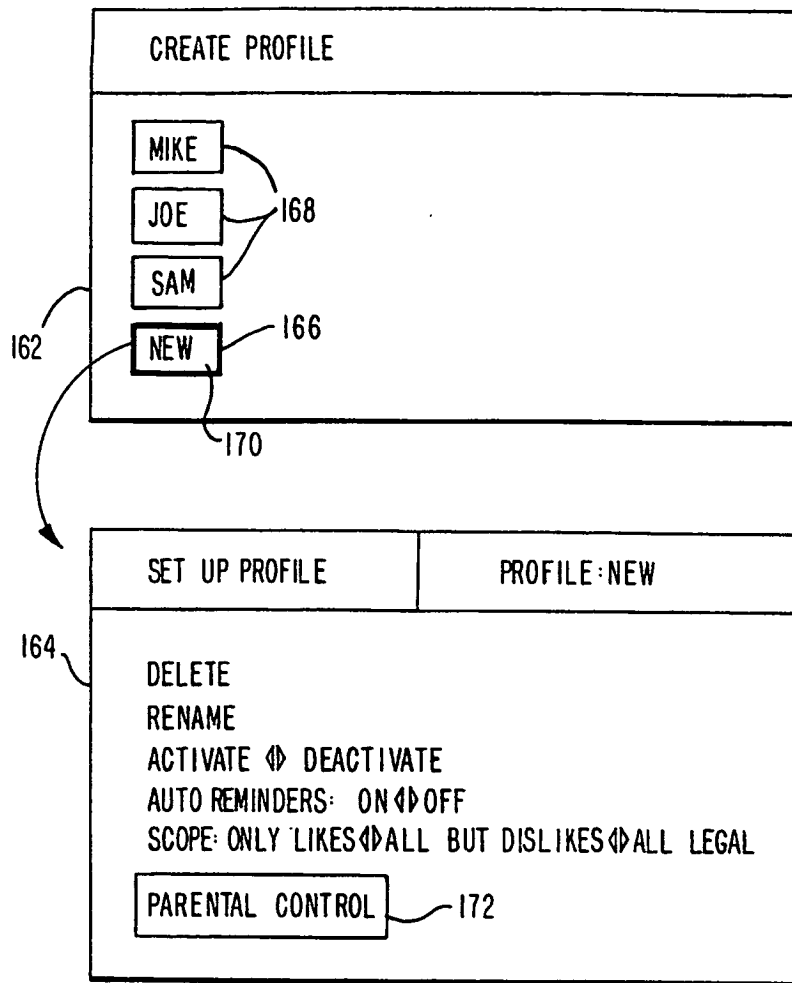 CREATE PROFILE
MIKE
JOE
168
SAM
162
NEW
166
170
SET UP PROFILE
PROFILE:NEW
164
DELETE
RENAME
ACTIVATE ◁▷ DEACTIVATE
AUTO REMINDERS: ON◁▷OFF
SCOPE: ONLY LIKES◁▷ALL BUT DISLIKES◁▷ALL LEGAL
PARENTAL CONTROL
172